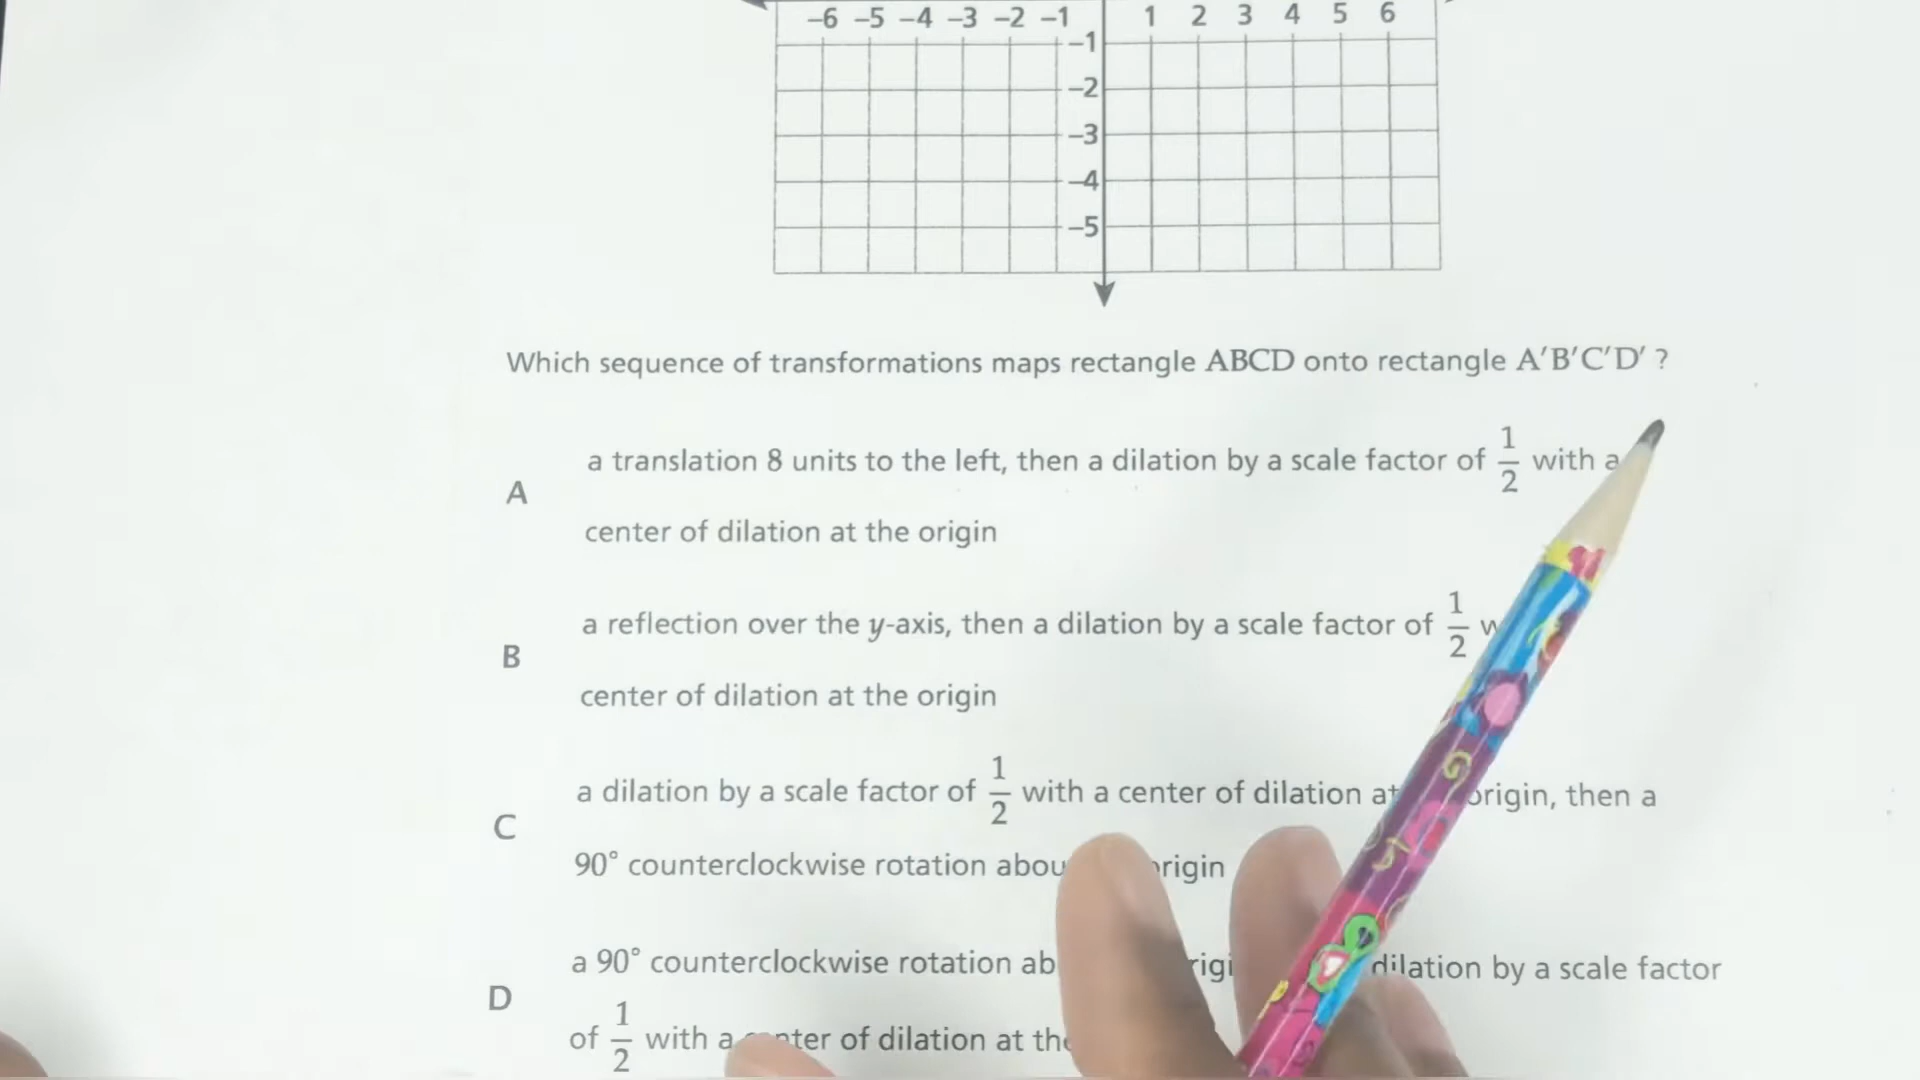 -6 -5 -4 -3 -2 -1 1 2 3 4 5 6
-1
-2
-3
-4
-5
Which sequence of transformations maps rectangle ABCD onto rectangle A′B′C′D′ ?
A
a translation 8 units to the left, then a dilation by a scale factor of 1/2 with a
center of dilation at the origin
B
a reflection over the y-axis, then a dilation by a scale factor of 1/2
center of dilation at the origin
C
a dilation by a scale factor of 1/2 with a center of dilation at origin, then a
90° counterclockwise rotation origin
D
a 90° counterclockwise rotation dilation by a scale factor
of 1/2 with a of dilation at